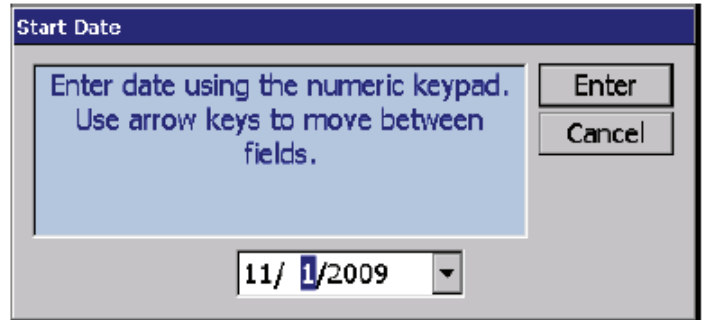 Start Date
Enter date using the numeric keypad.
Use arrow keys to move between
fields.
Enter
Cancel
11/ 1/2009